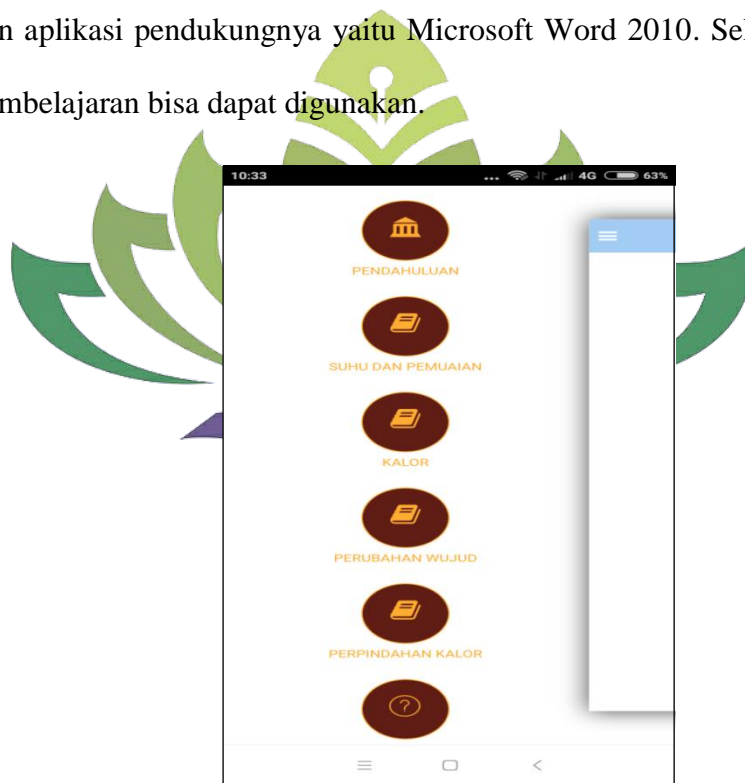 n aplikasi pendukungnya yaitu Microsoft Word 2010. Sel
mbelajaran bisa dapat digunakan.
10:33 ... 4G 63%
PENDAHULUAN
SUHU DAN PEMUAIAN
KALOR
PERUBAHAN WUJUD
PERPINDAHAN KALOR
?